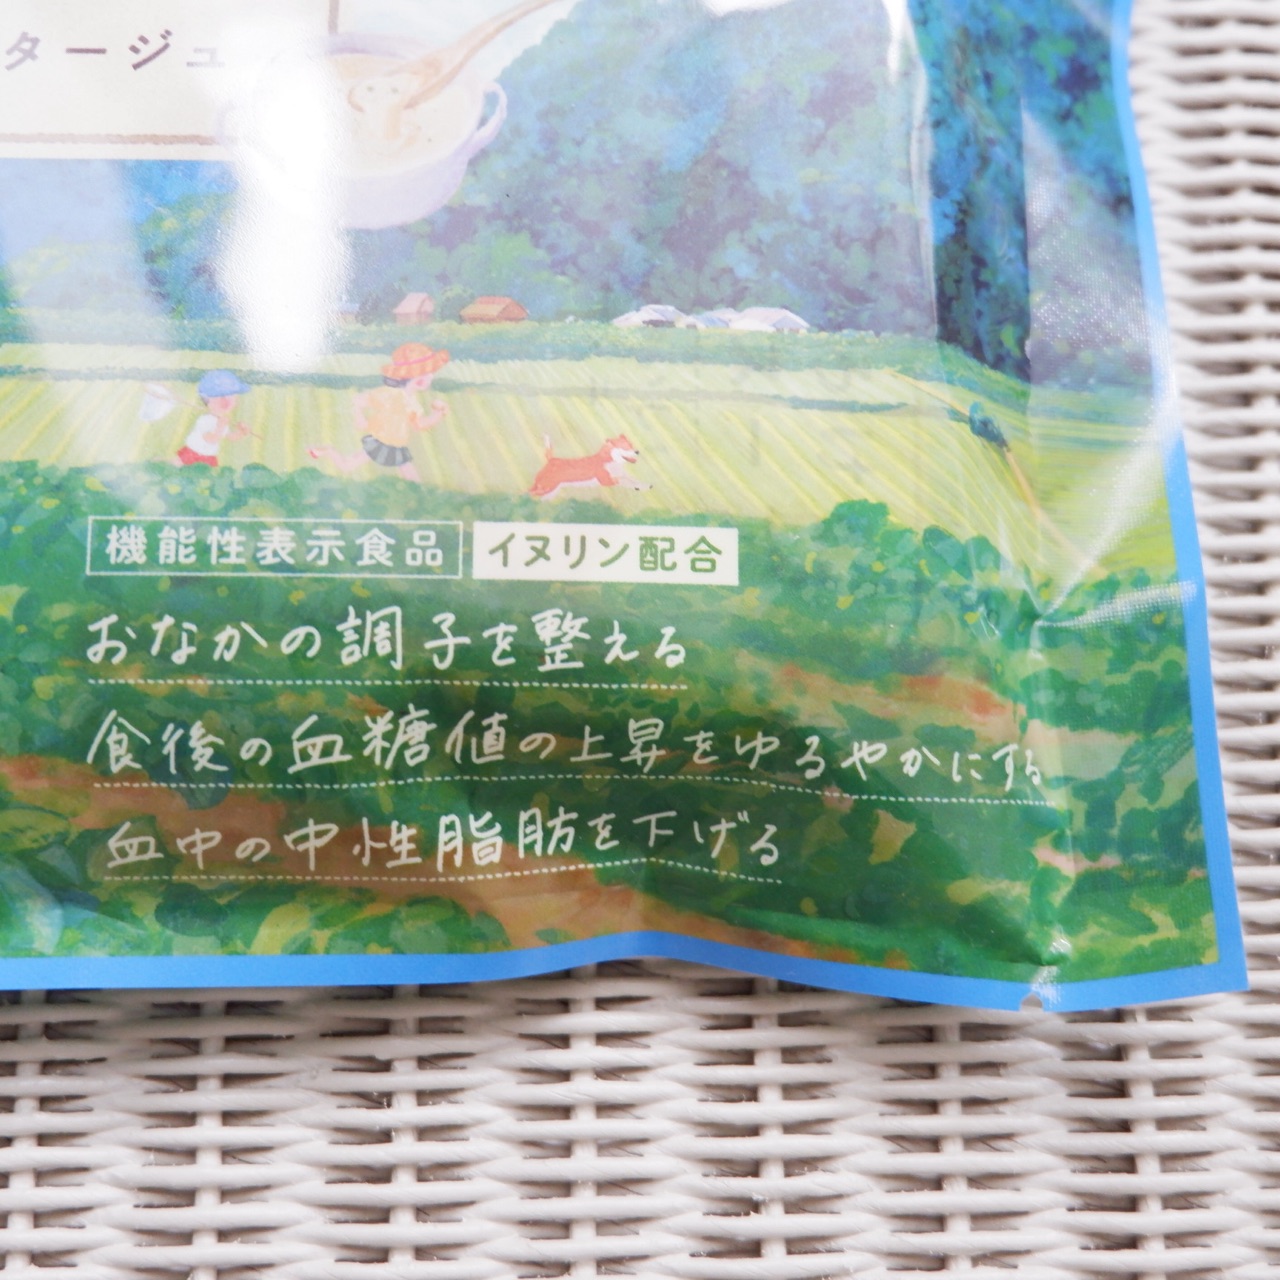 タージュ
機能性表示食品 イヌリン配合
おなかの調子を整える
食後の血糖値の上昇をゆるやかにする
血中の中性脂肪を下げる